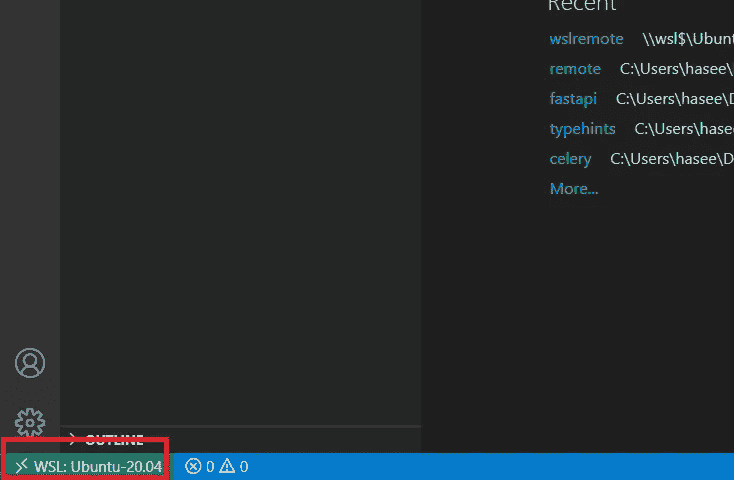 Recent
wslremote \\wsl$\Ubunt
remote C:\Users\hasee\
fastapi C:\Users\hasee\D
typehints C:\Users\hasee
celery C:\Users\hasee\D
More...
OUTLINE
WSL: Ubuntu-20.04 0 0